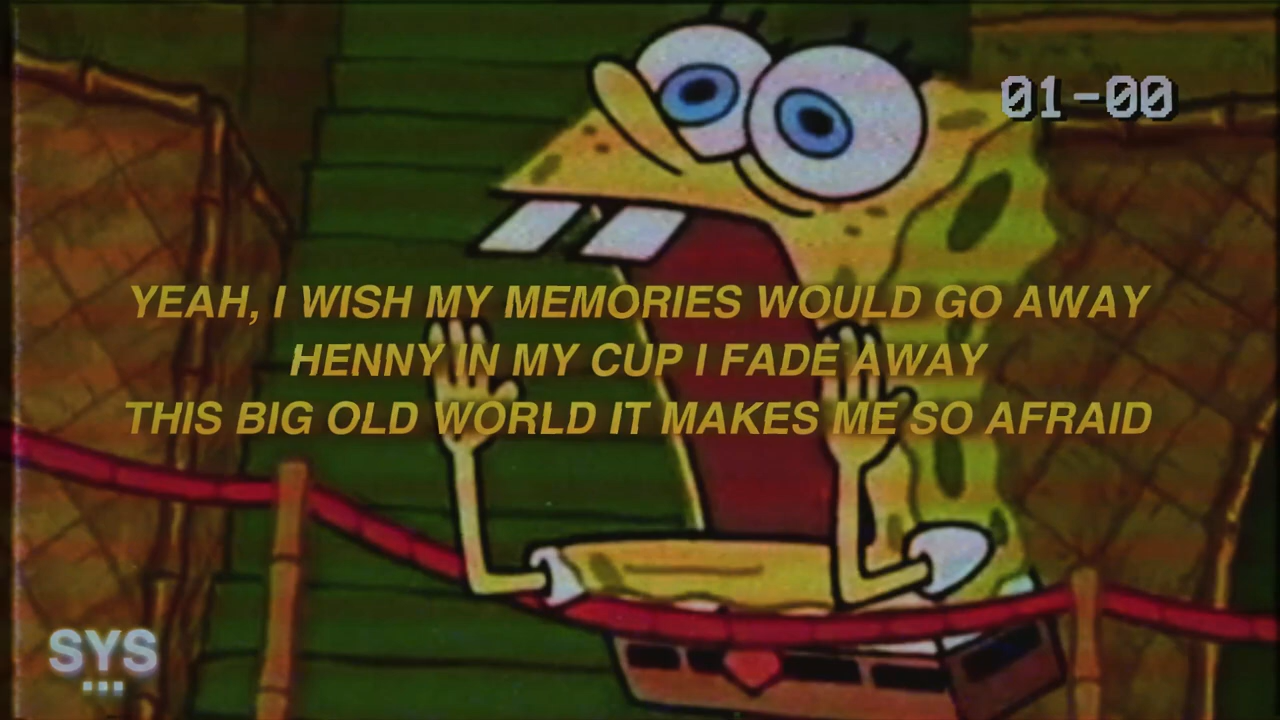 01-00
YEAH, I WISH MY MEMORIES WOULD GO AWAY
HENNY IN MY CUP I FADE AWAY
THIS BIG OLD WORLD IT MAKES ME SO AFRAID
SYS